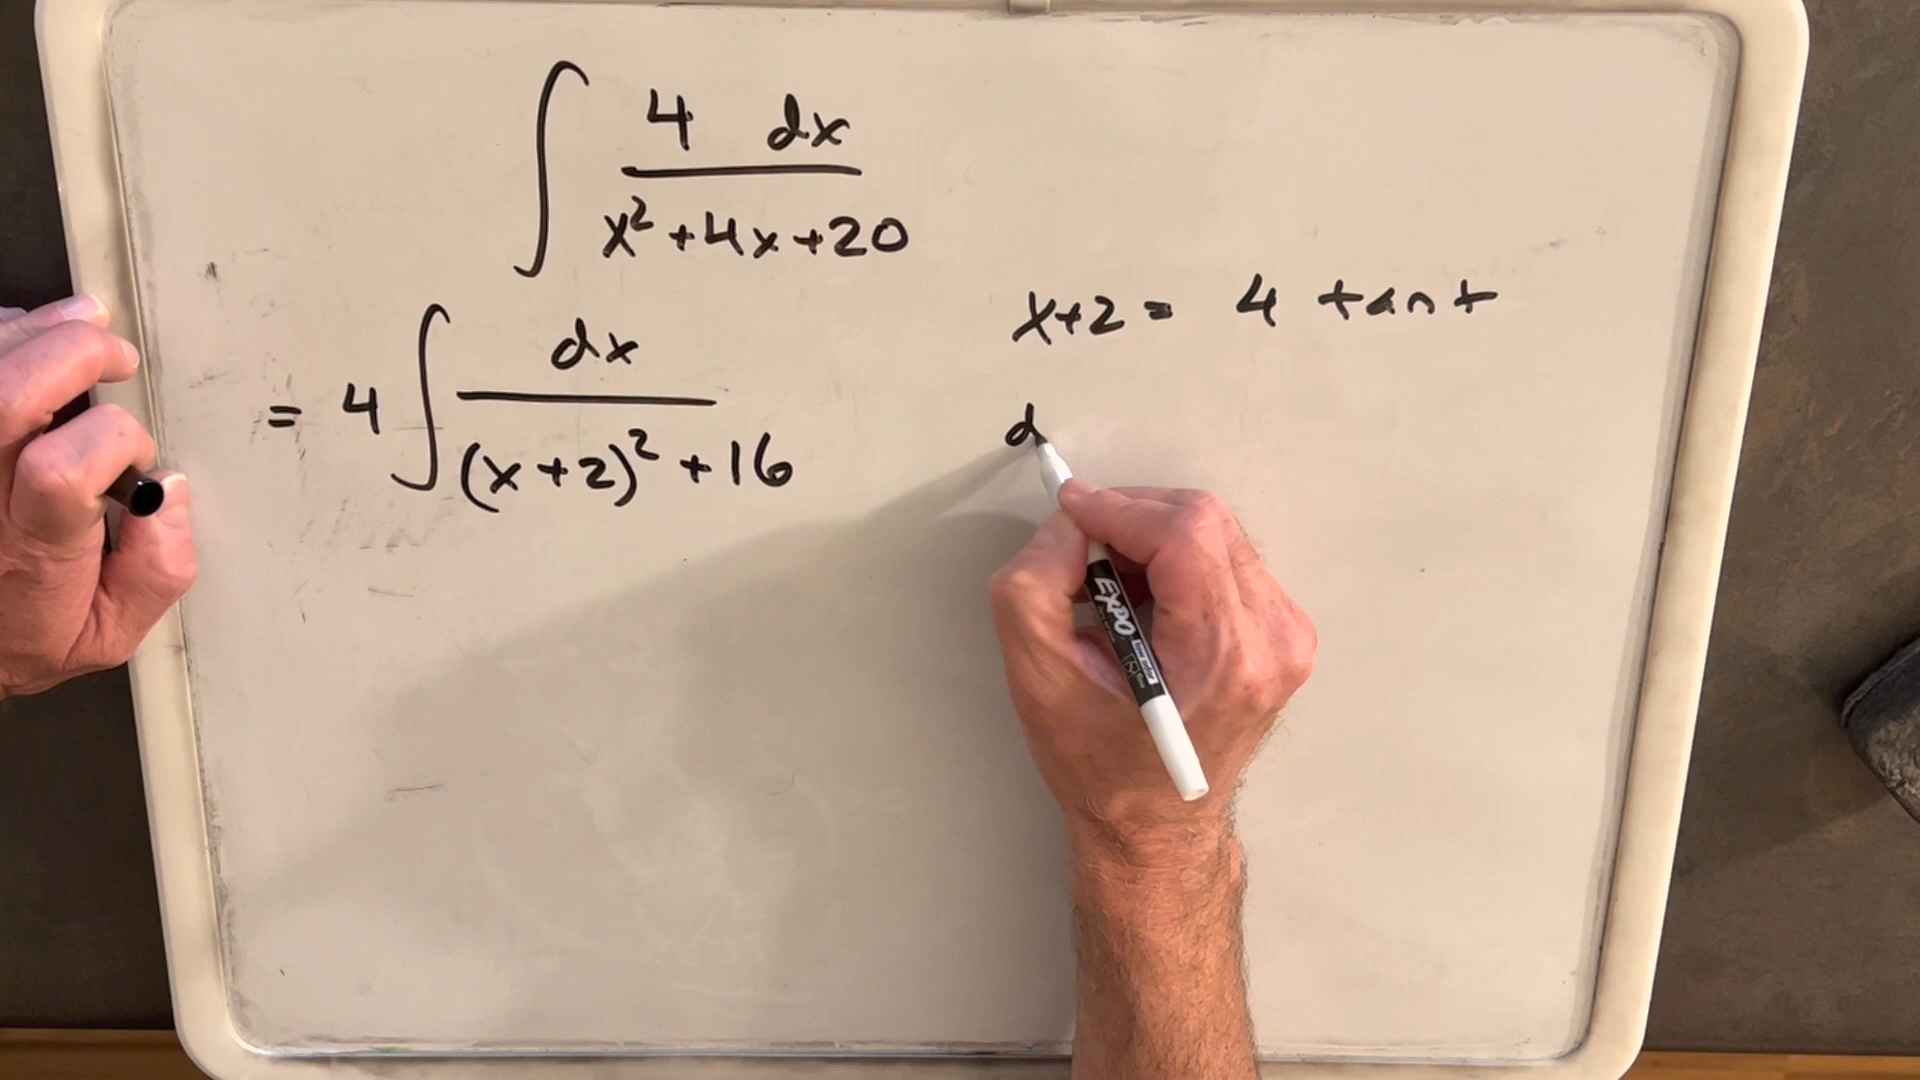 ∫ 4 dx / x² + 4x + 20
= 4 ∫ dx / (x + 2)² + 16
x+2 = 4 tan t
d
EXPO